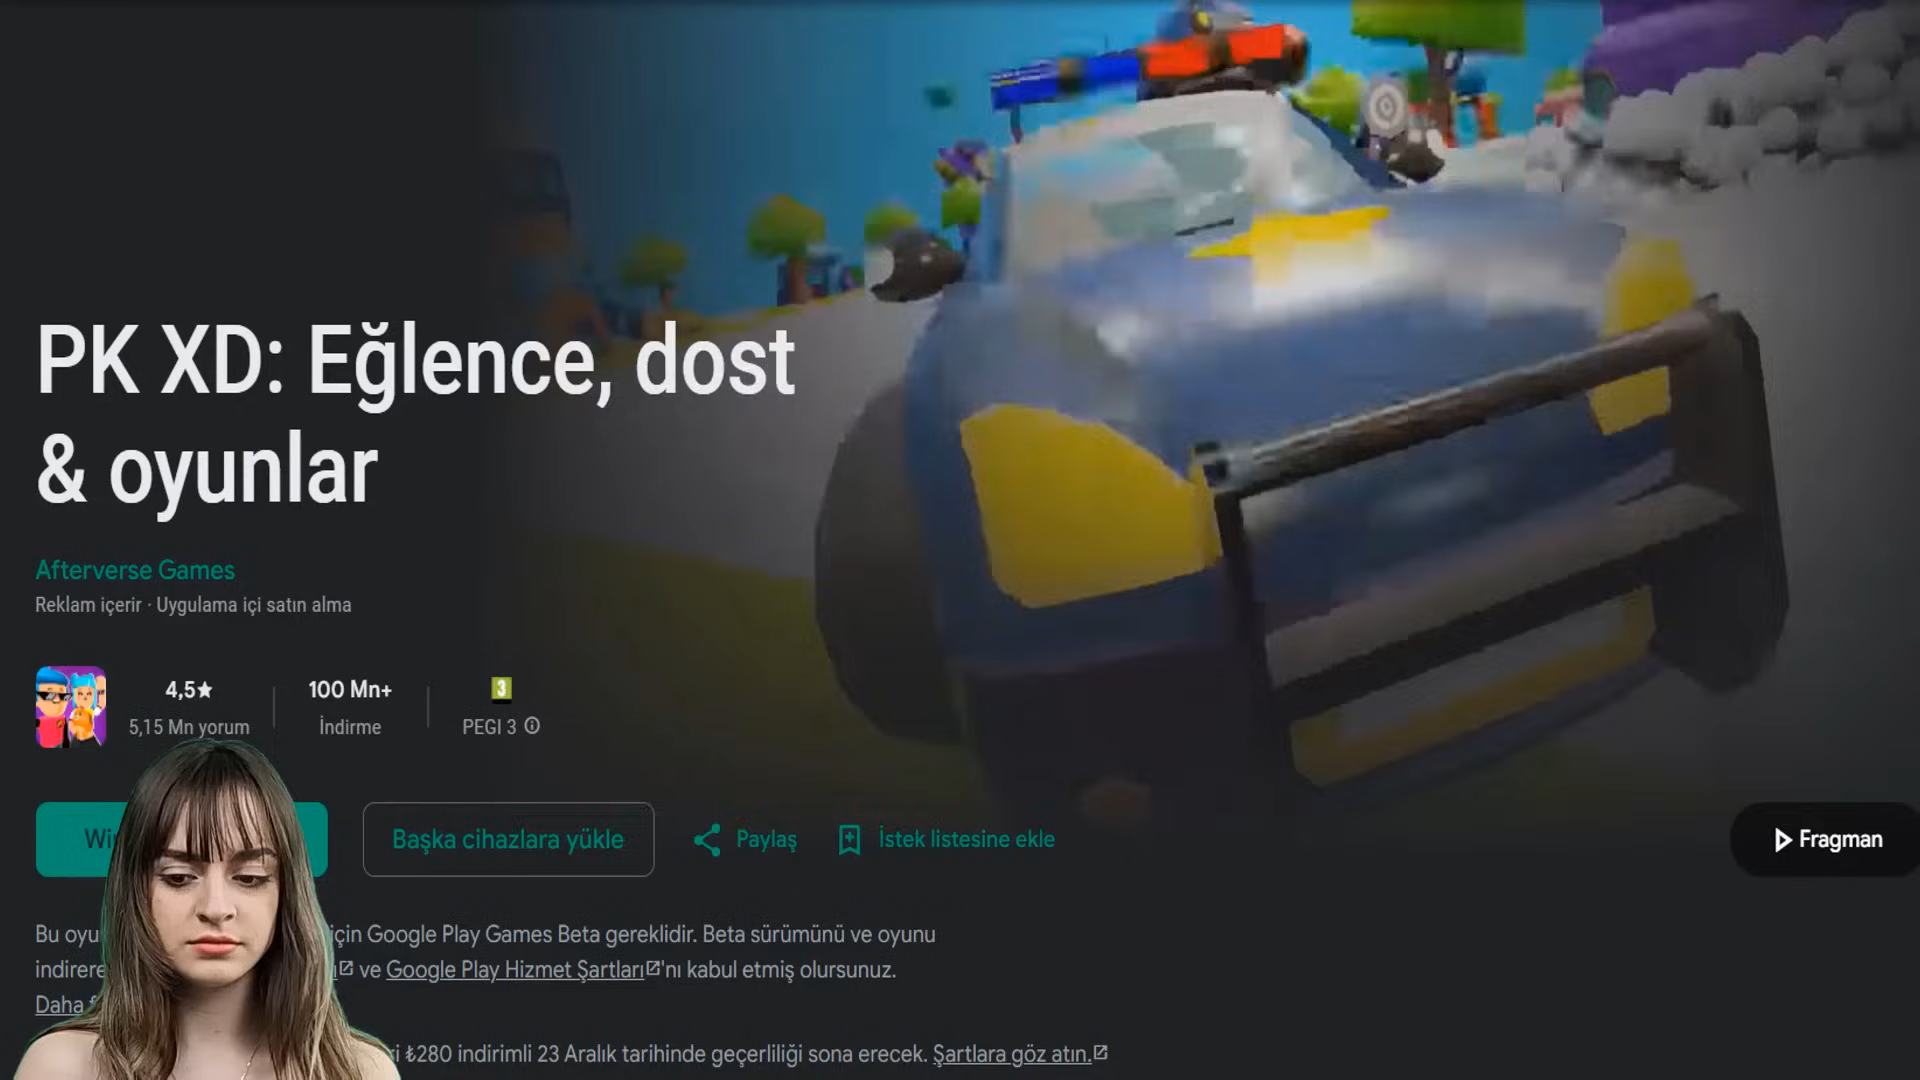 PK XD: Eğlence, dost
& oyunlar
Afterverse Games
Reklam içerir · Uygulama içi satın alma
4,5★
5,15 Mn yorum
100 Mn+
İndirme
3
PEGI 3
Başka cihazlara yükle
Paylaş
İstek listesine ekle
Fragman
Bu için Google Play Games Beta gereklidir. Beta sürümünü ve oyunu
ve Google Play Hizmet Şartları'nı kabul etmiş olursunuz.
Daha
₺280 indirimli 23 Aralık tarihinde geçerliliği sona erecek. Şartlara göz atın.